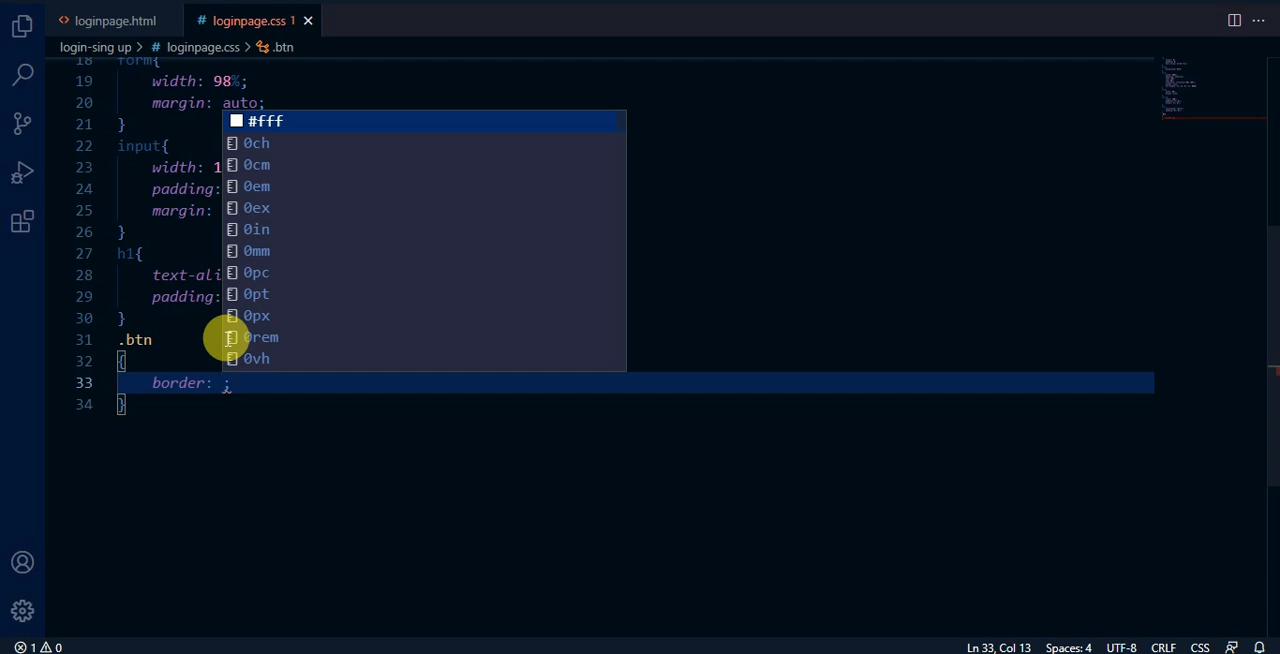 loginpage.html
loginpage.css 1
login-sing up > # loginpage.css > .btn
18 form{
19 width: 98%;
20 margin: auto;
21 }
22 input{
23 width: 1
24 padding:
25 margin:
26 }
27 h1{
28 text-ali
29 padding:
30 }
31 .btn
32 {
33 border: ;
34 }
#fff
0ch
0cm
0em
0ex
0in
0mm
0pc
0pt
0px
0rem
0vh
1 0
Ln 33, Col 13 Spaces: 4 UTF-8 CRLF CSS